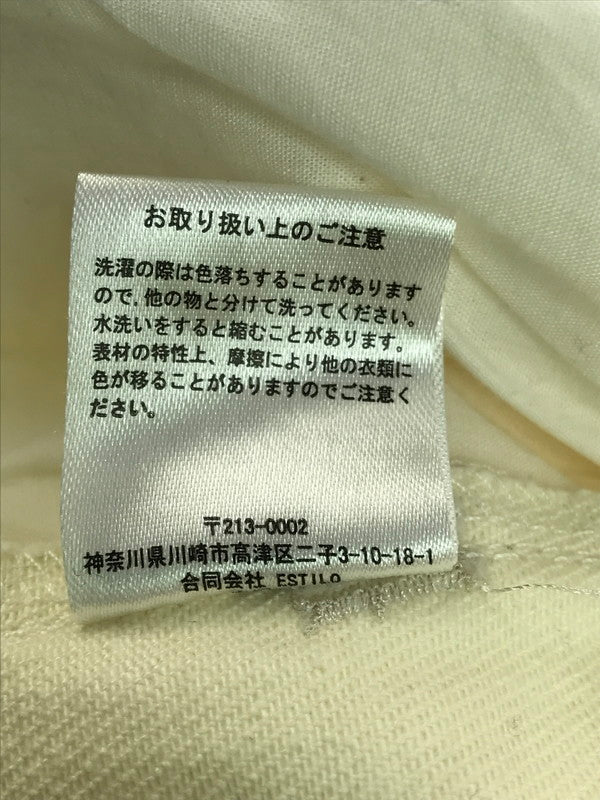 お取り扱い上のご注意
洗濯の際は色落ちすることがあります
ので、他の物と分けて洗ってください。
水洗いをすると縮むことがあります。
表材の特性上、摩擦により他の衣類に
色が移ることがありますのでご注意く
ださい。
〒213-0002
神奈川県川崎市高津区二子3-10-18-1
合同会社 ESTILO